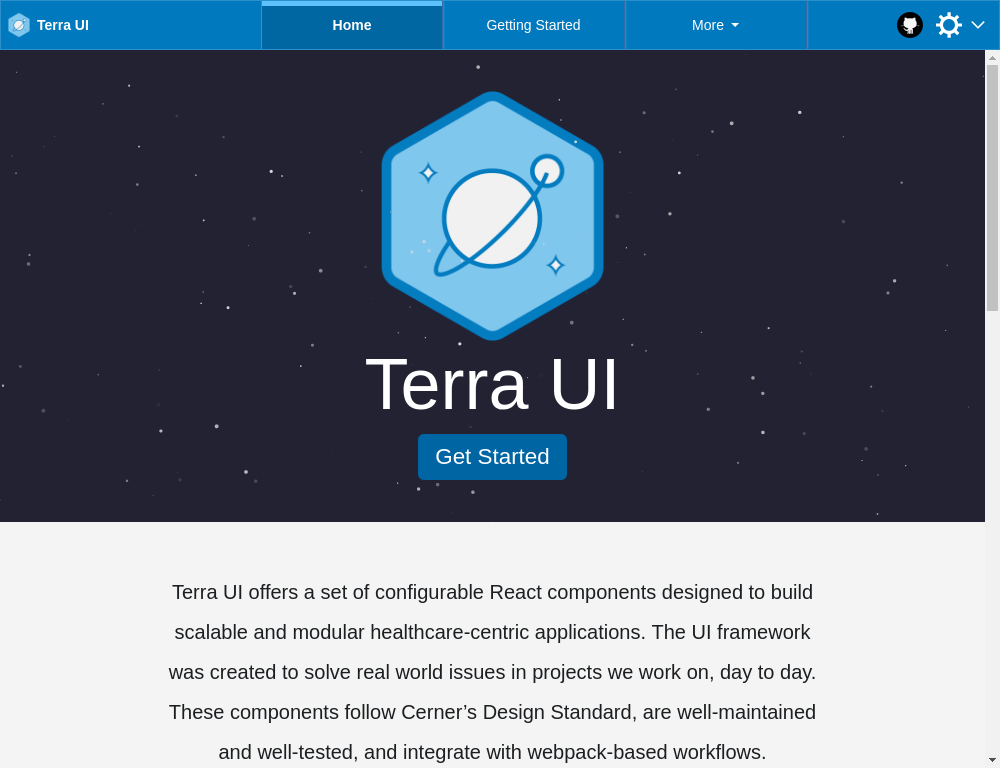 Terra UI
Home
Getting Started
More
Terra UI
Get Started
Terra UI offers a set of configurable React components designed to build
scalable and modular healthcare-centric applications. The UI framework
was created to solve real world issues in projects we work on, day to day.
These components follow Cerner’s Design Standard, are well-maintained
and well-tested, and integrate with webpack-based workflows.